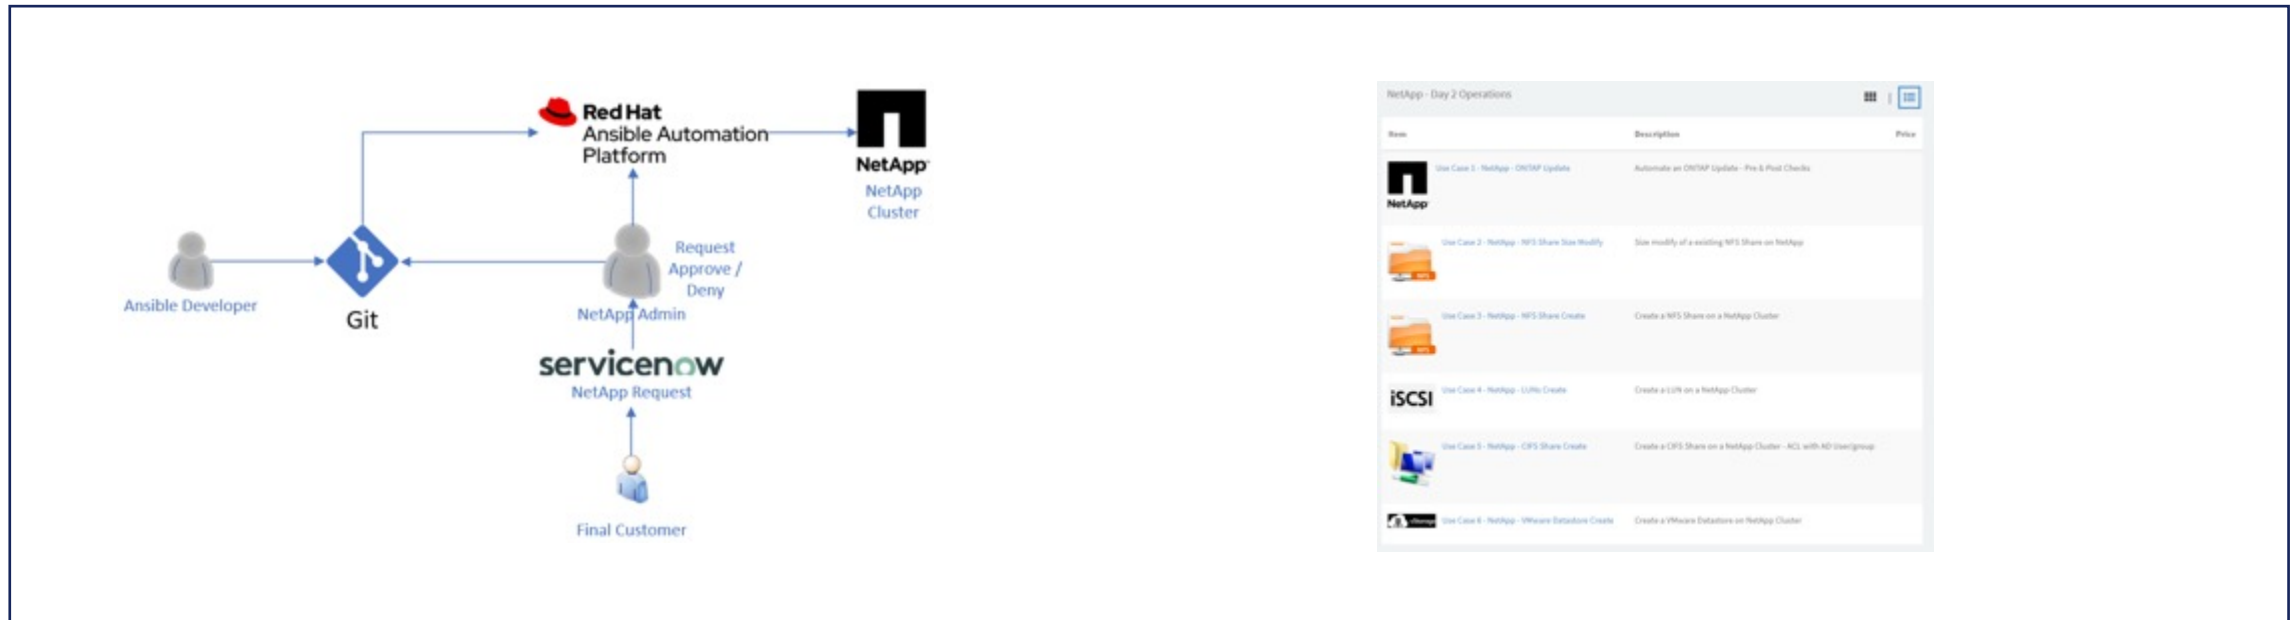 Red Hat
Ansible Automation
Platform
NetApp
NetApp
Cluster
Request
Approve /
Deny
Ansible Developer
Git
NetApp Admin
servicenow
NetApp Request
Final Customer
NetApp - Day 2 Operations
Item Description Price
NetApp
Use Case 1 - NetApp - ONTAP Update Automate an ONTAP Update - Pre & Post Checks
Use Case 2 - NetApp - NFS Share Size Modify Size modify of a existing NFS Share on NetApp
NFS
Use Case 3 - NetApp - NFS Share Create Create a NFS Share on a NetApp Cluster
NFS
iSCSI
Use Case 4 - NetApp - LUNs Create Create a LUN on a NetApp Cluster
Use Case 5 - NetApp - CIFS Share Create Create a CIFS Share on a NetApp Cluster - ACL with AD User/group
Use Case 6 - NetApp - VMware Datastore Create Create a VMware Datastore on NetApp Cluster